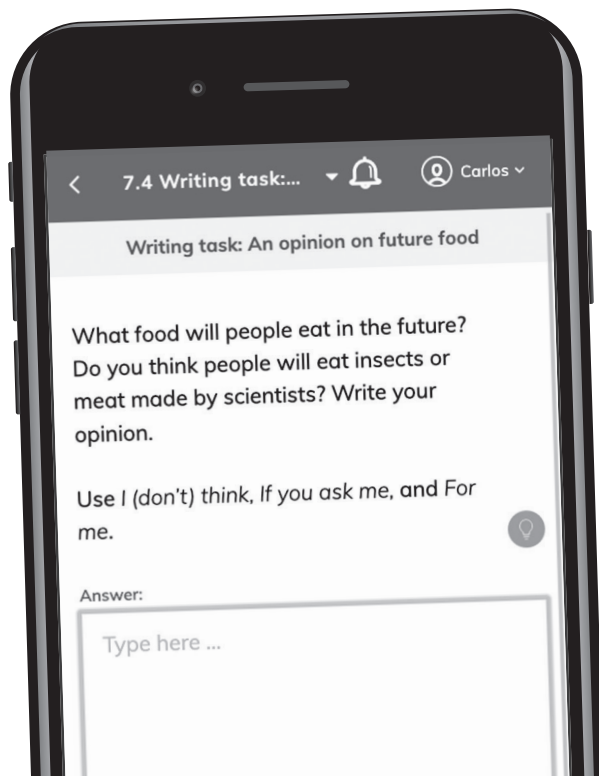 7.4 Writing task:...
Carlos
Writing task: An opinion on future food
What food will people eat in the future?
Do you think people will eat insects or
meat made by scientists? Write your
opinion.
Use I (don't) think, If you ask me, and For
me.
Answer:
Type here ...